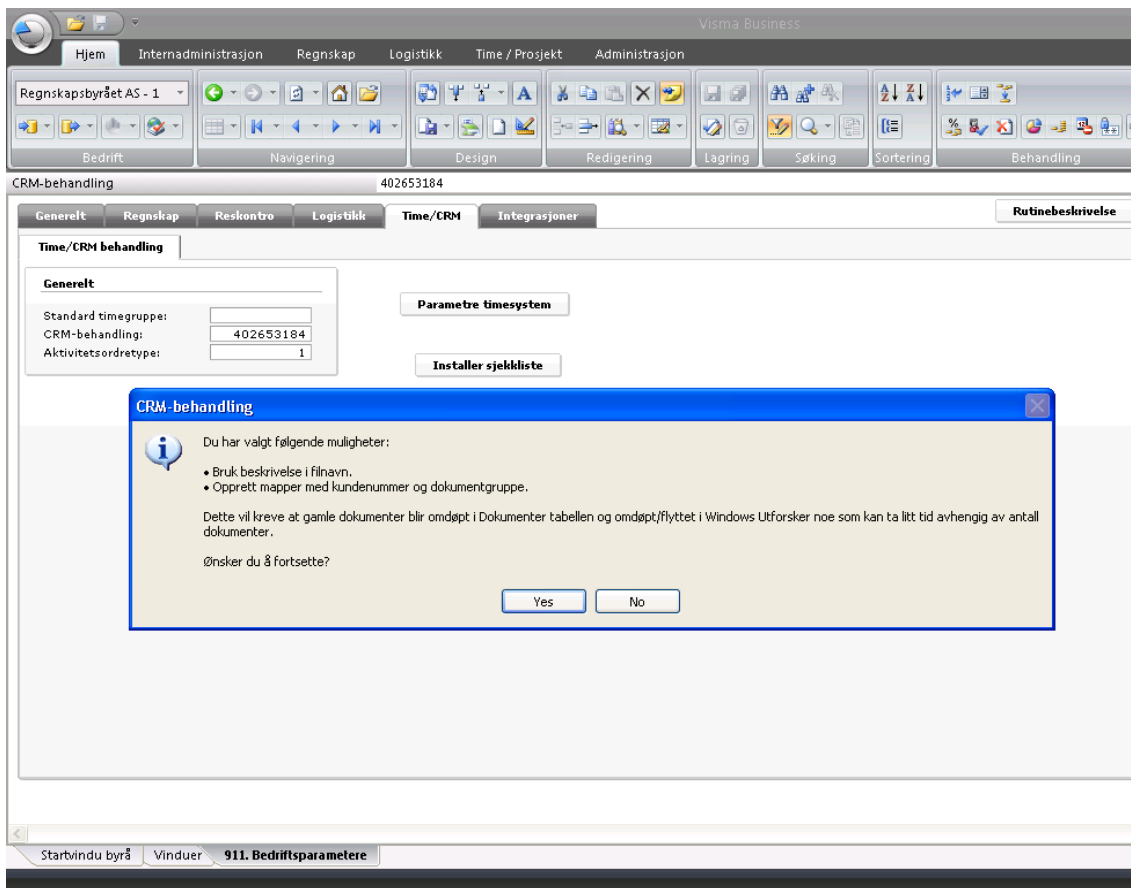 Visma Business
Hjem Internadministrasjon Regnskap Logistikk Time / Prosjekt Administrasjon
Regnskapsbyrået AS - 1
Bedrift Navigering Design Redigering Lagring Søking Sortering Behandling
CRM-behandling 402653184
Generelt Regnskap Reskontro Logistikk Time/CRM Integrasjoner Rutinebeskrivelse
Time/CRM behandling
Generelt
Parametre timesystem
Standard timegruppe:
CRM-behandling: 402653184
Aktivitetsordretype: 1
Installer sjekkliste
CRM-behandling
Du har valgt følgende muligheter:
• Bruk beskrivelse i filnavn.
• Opprett mapper med kundenummer og dokumentgruppe.
Dette vil kreve at gamle dokumenter blir omdøpt i Dokumenter tabellen og omdøpt/flyttet i Windows Utforsker noe som kan ta litt tid avhengig av antall
dokumenter.
Ønsker du å fortsette?
Yes No
Startvindu byrå Vinduer 911. Bedriftsparametere